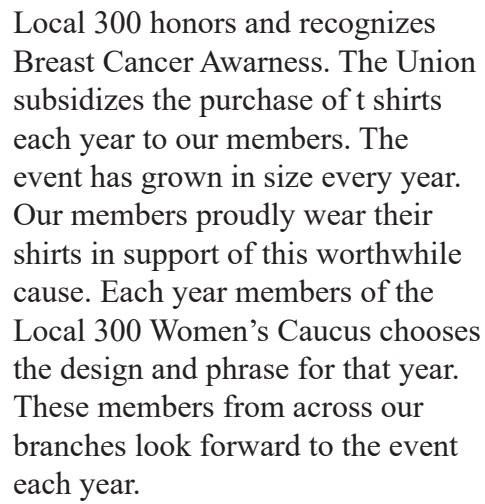 Local 300 honors and recognizes
Breast Cancer Awarness. The Union
subsidizes the purchase of t shirts
each year to our members. The
event has grown in size every year.
Our members proudly wear their
shirts in support of this worthwhile
cause. Each year members of the
Local 300 Women’s Caucus chooses
the design and phrase for that year.
These members from across our
branches look forward to the event
each year.